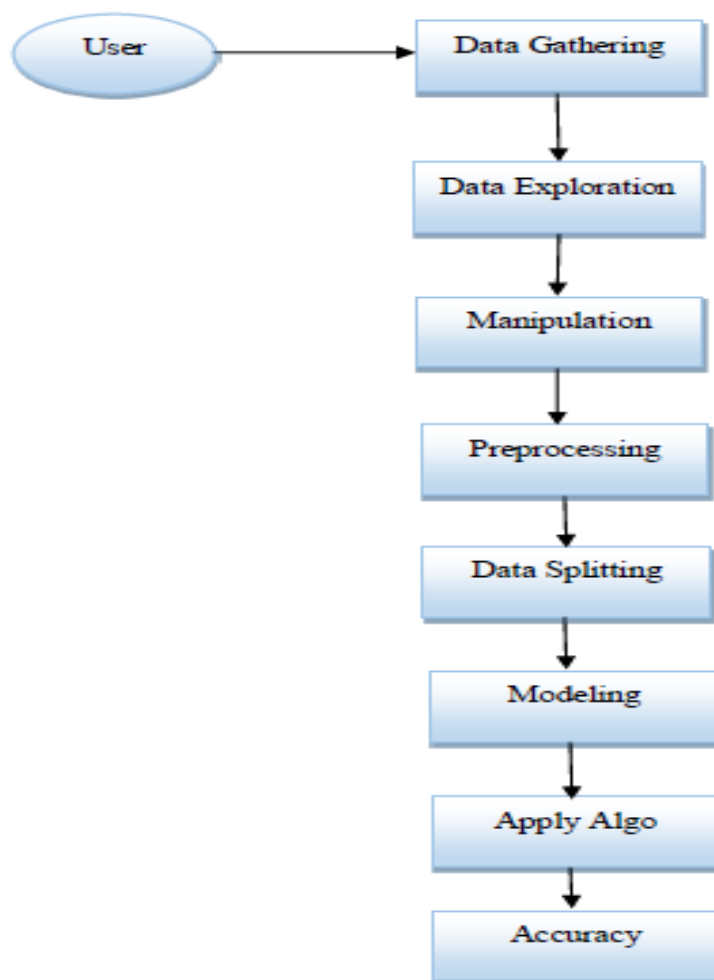 User
Data Gathering
Data Exploration
Manipulation
Preprocessing
Data Splitting
Modeling
Apply Algo
Accuracy